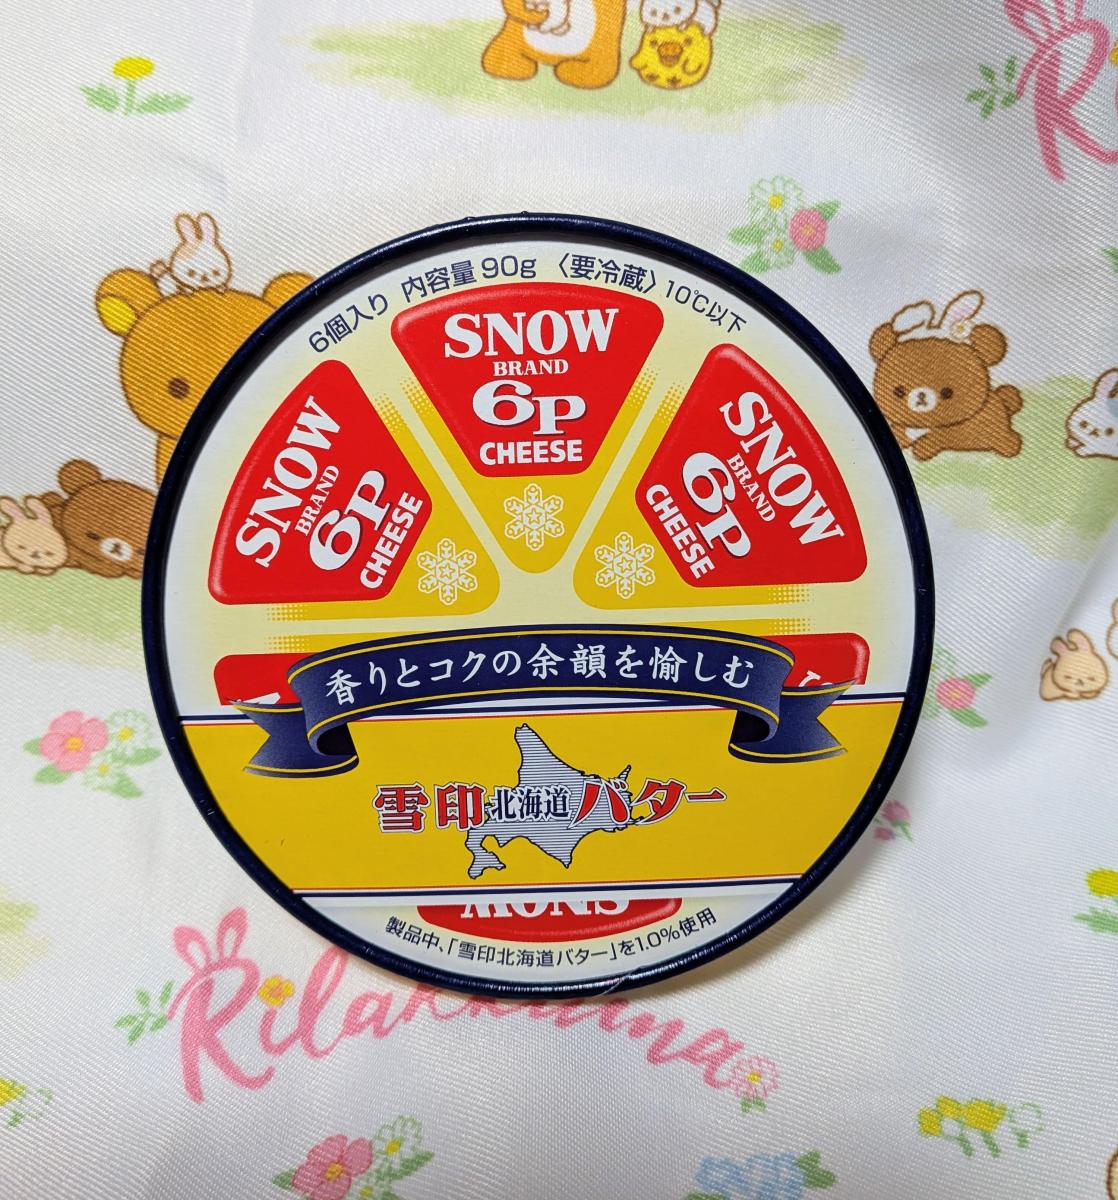 6個入り 内容量 90g 〈要冷蔵〉 10℃以下
SNOW
BRAND
6P
CHEESE
SNOW
BRAND
6P
CHEESE
SNOW
BRAND
6P
CHEESE
香りとコクの余韻を愉しむ
雪印北海道バター
SNOW
製品中、「雪印北海道バター」を1.0%使用
Rilakkuma